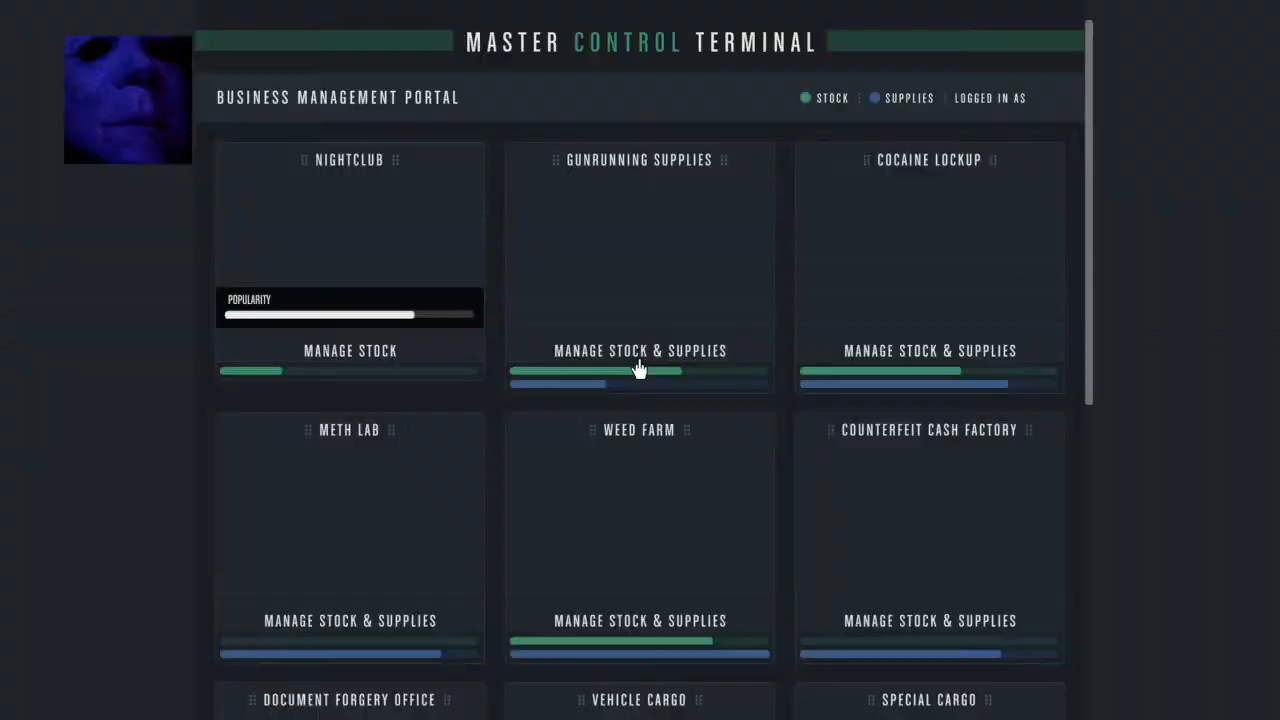 MASTER CONTROL TERMINAL
BUSINESS MANAGEMENT PORTAL
STOCK
SUPPLIES
LOGGED IN AS
NIGHTCLUB
GUNRUNNING SUPPLIES
COCAINE LOCKUP
POPULARITY
MANAGE STOCK
MANAGE STOCK & SUPPLIES
MANAGE STOCK & SUPPLIES
METH LAB
WEED FARM
COUNTERFEIT CASH FACTORY
MANAGE STOCK & SUPPLIES
MANAGE STOCK & SUPPLIES
MANAGE STOCK & SUPPLIES
DOCUMENT FORGERY OFFICE
VEHICLE CARGO
SPECIAL CARGO